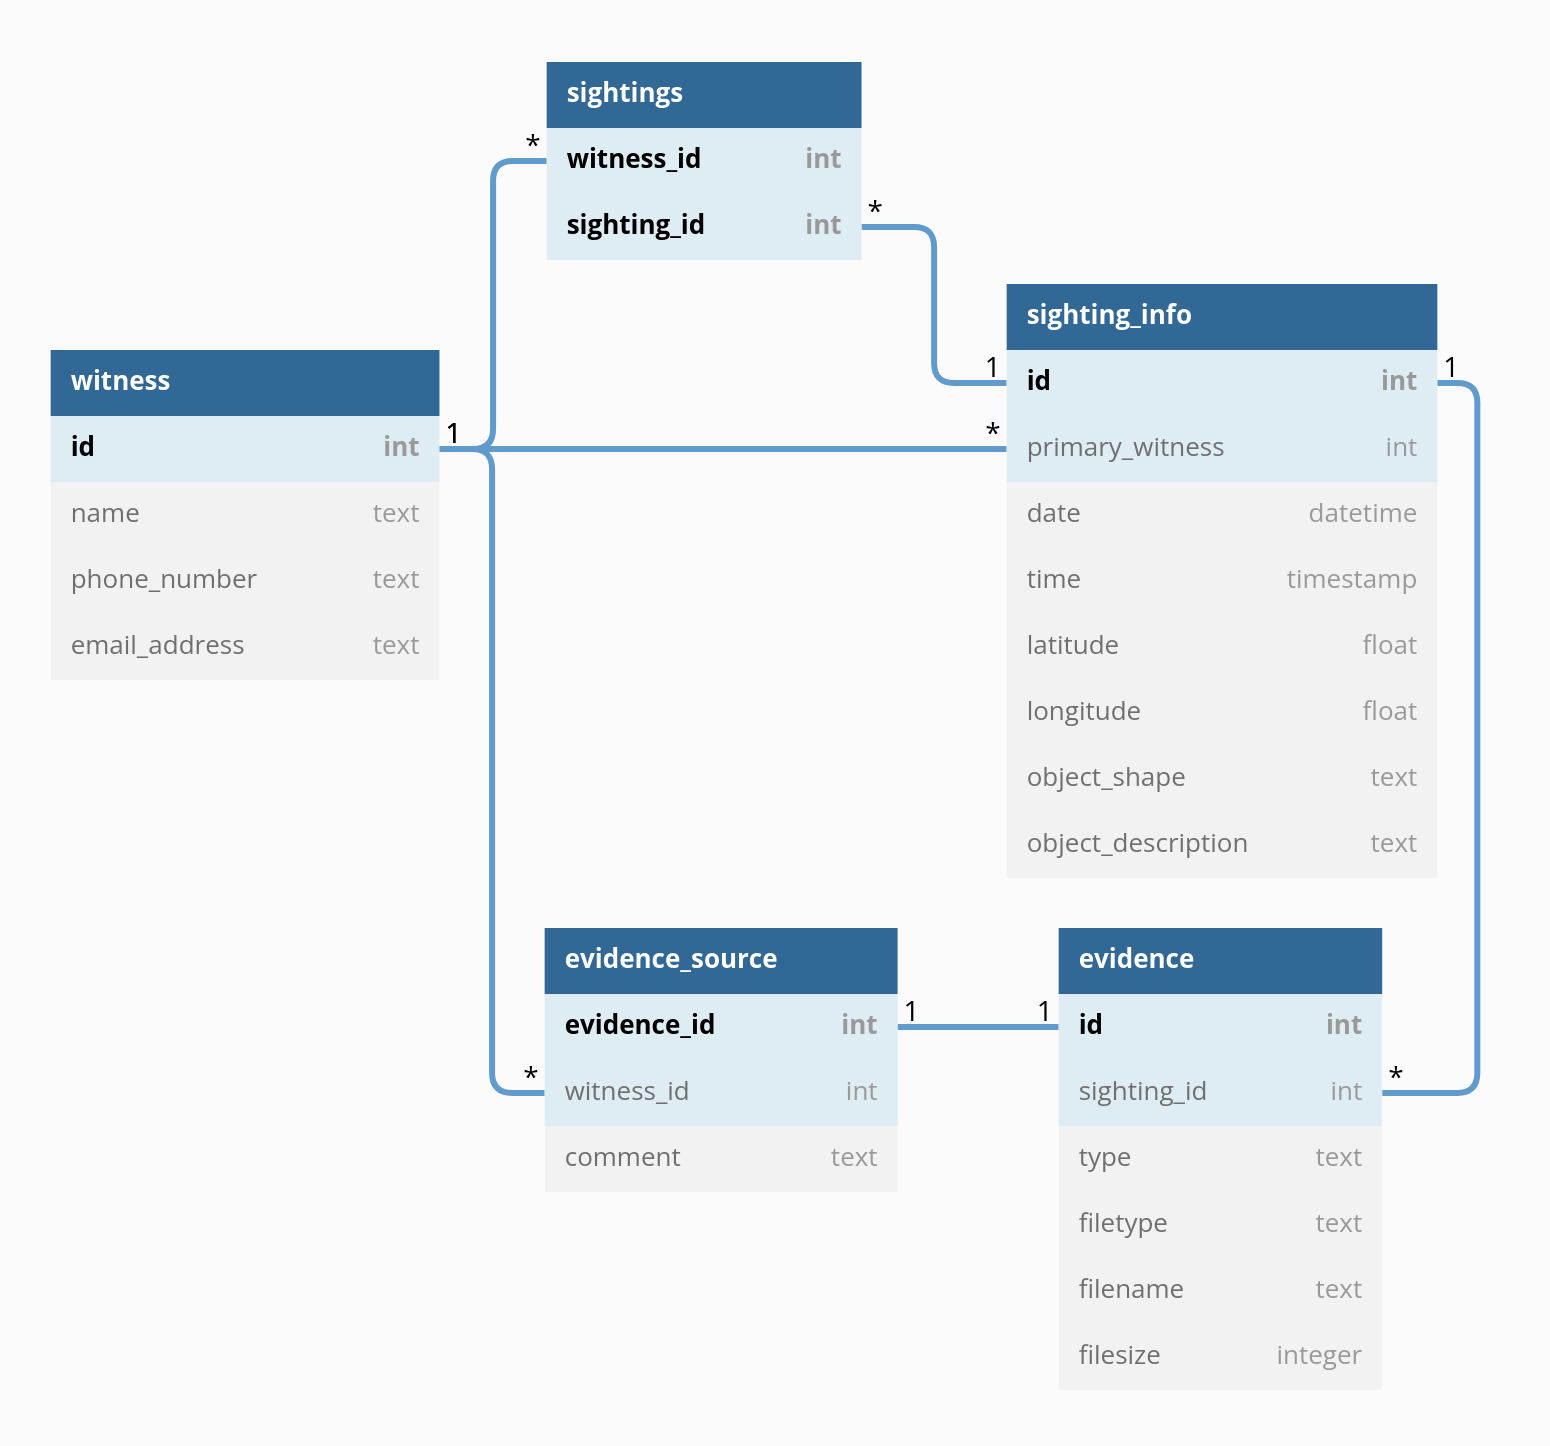 sightings
* witness_id int
sighting_id int *
sighting_info
1 id int 1
* primary_witness int
date datetime
time timestamp
latitude float
longitude float
object_shape text
object_description text
witness
id int 1
name text
phone_number text
email_address text
evidence_source
evidence_id int 1
* witness_id int
comment text
evidence
1 id int
sighting_id int *
type text
filetype text
filename text
filesize integer